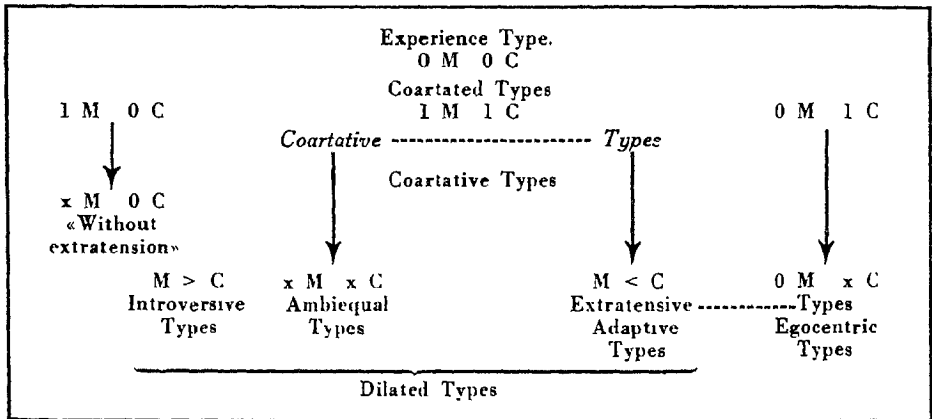 Experience Type.
0 M 0 C
Coartated Types
1 M 0 C 1 M 1 C 0 M 1 C
Coartative ---------------------- Types
Coartative Types
x M 0 C
«Without
extratension»
M > C x M x C M < C 0 M x C
Introversive Ambiequal Extratensive ----------- Types
Types Types Adaptive Egocentric
Types Types
Dilated Types